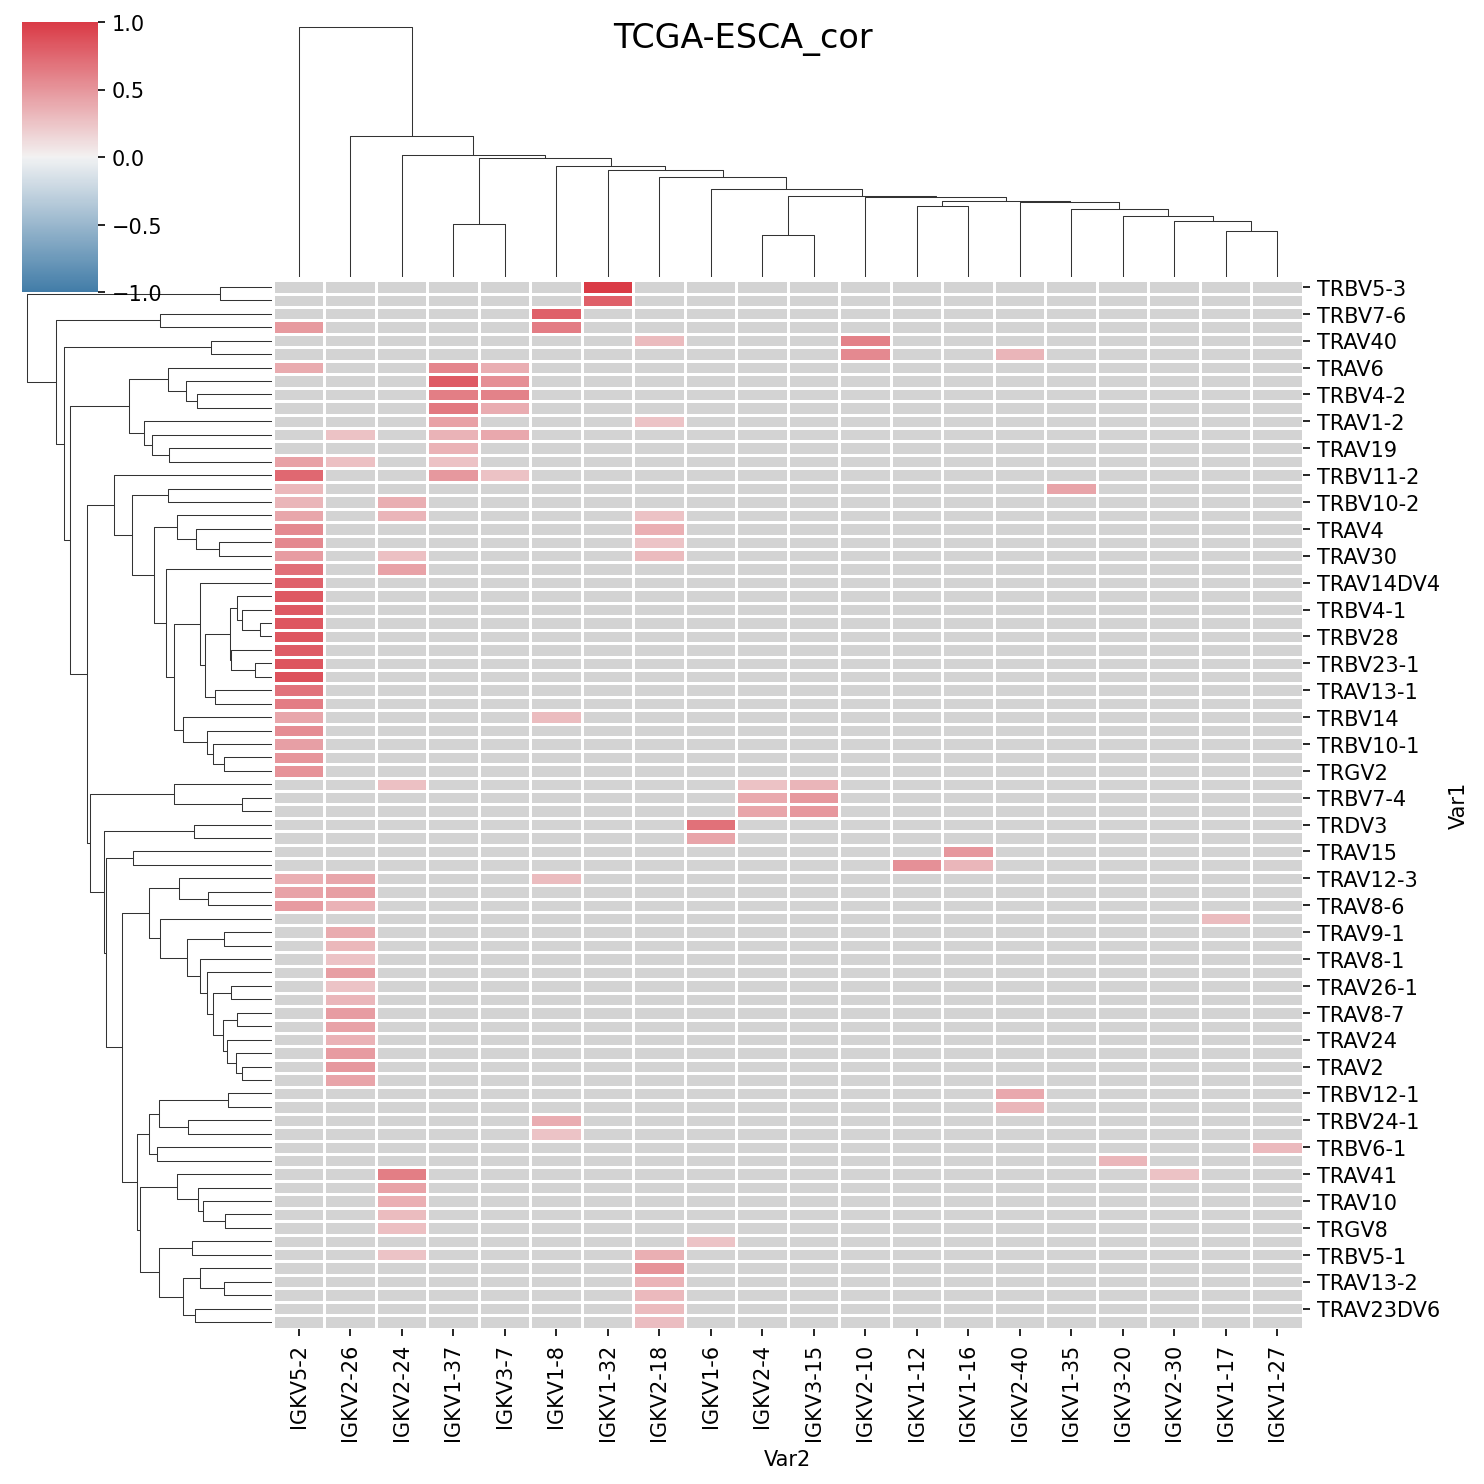 TCGA-ESCA_cor
1.0
0.5
0.0
−0.5
−1.0
TRBV5-3
TRBV7-6
TRAV40
TRAV6
TRBV4-2
TRAV1-2
TRAV19
TRBV11-2
TRBV10-2
TRAV4
TRAV30
TRAV14DV4
TRBV4-1
TRBV28
TRBV23-1
TRAV13-1
TRBV14
TRBV10-1
TRGV2
TRBV7-4
TRDV3
TRAV15
TRAV12-3
TRAV8-6
TRAV9-1
TRAV8-1
TRAV26-1
TRAV8-7
TRAV24
TRAV2
TRBV12-1
TRBV24-1
TRBV6-1
TRAV41
TRAV10
TRGV8
TRBV5-1
TRAV13-2
TRAV23DV6
Var1
IGKV5-2
IGKV2-26
IGKV2-24
IGKV1-37
IGKV3-7
IGKV1-8
IGKV1-32
IGKV2-18
IGKV1-6
IGKV2-4
IGKV3-15
IGKV2-10
IGKV1-12
IGKV1-16
IGKV2-40
IGKV1-35
IGKV3-20
IGKV2-30
IGKV1-17
IGKV1-27
Var2